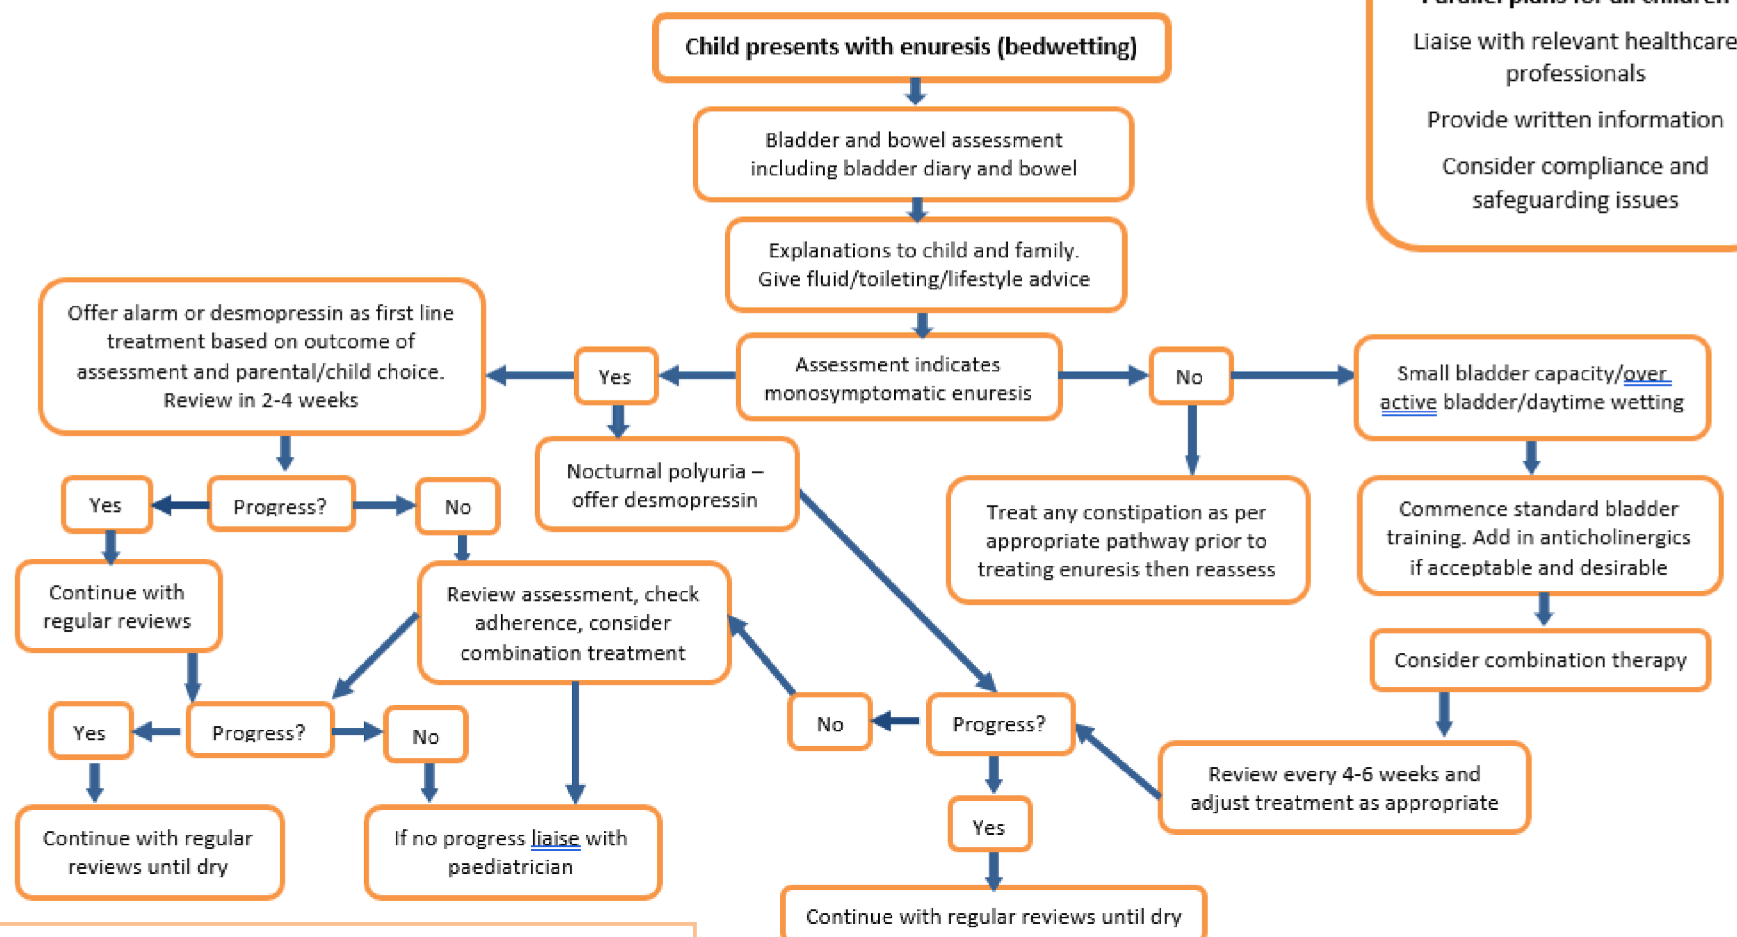 Parallel plans for all children
Liaise with relevant healthcare
professionals
Provide written information
Consider compliance and
safeguarding issues
Child presents with enuresis (bedwetting)
Bladder and bowel assessment
including bladder diary and bowel
Explanations to child and family.
Give fluid/toileting/lifestyle advice
Assessment indicates
monosymptomatic enuresis
Yes
No
Offer alarm or desmopressin as first line
treatment based on outcome of
assessment and parental/child choice.
Review in 2-4 weeks
Small bladder capacity/over
active bladder/daytime wetting
Nocturnal polyuria –
offer desmopressin
Treat any constipation as per
appropriate pathway prior to
treating enuresis then reassess
Commence standard bladder
training. Add in anticholinergics
if acceptable and desirable
Yes
Progress?
No
Continue with
regular reviews
Review assessment, check
adherence, consider
combination treatment
Consider combination therapy
Yes
Progress?
No
No
Progress?
Review every 4-6 weeks and
adjust treatment as appropriate
Continue with regular
reviews until dry
If no progress liaise with
paediatrician
Yes
Continue with regular reviews until dry